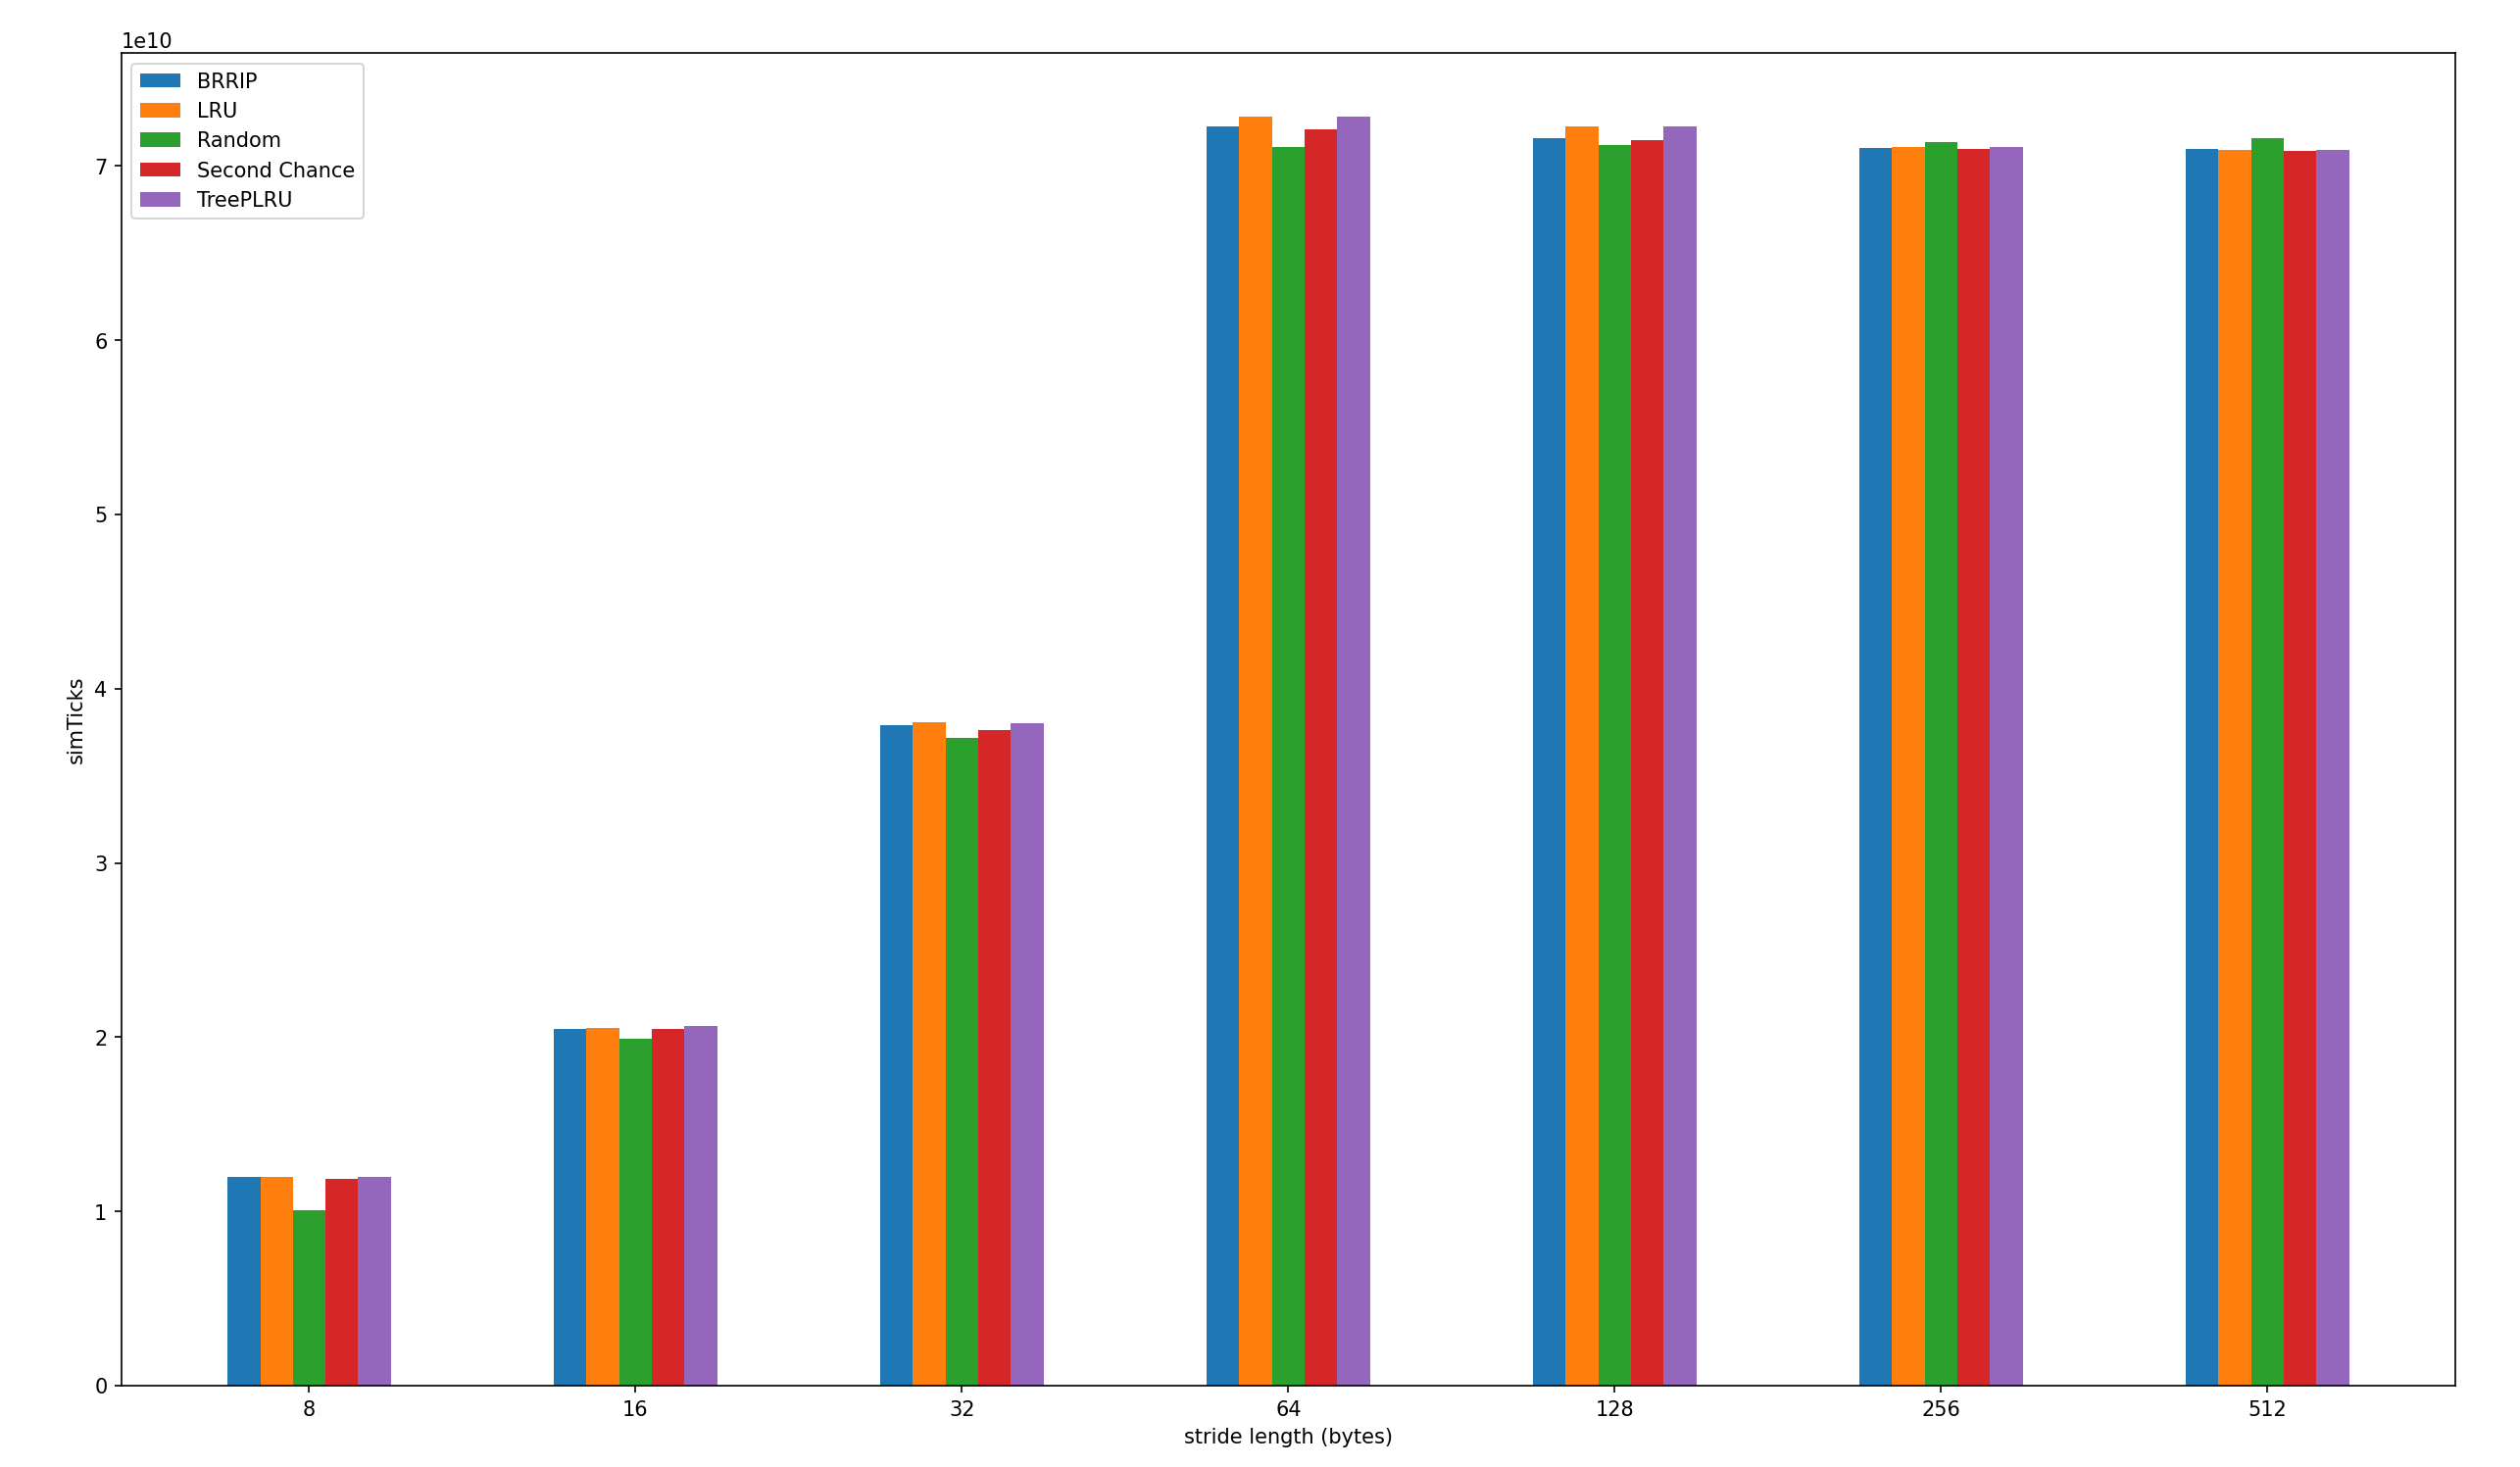 1e10
BRRIP
LRU
Random
Second Chance
TreePLRU
7
6
5
4
3
2
1
0
simTicks
8 16 32 64 128 256 512
stride length (bytes)